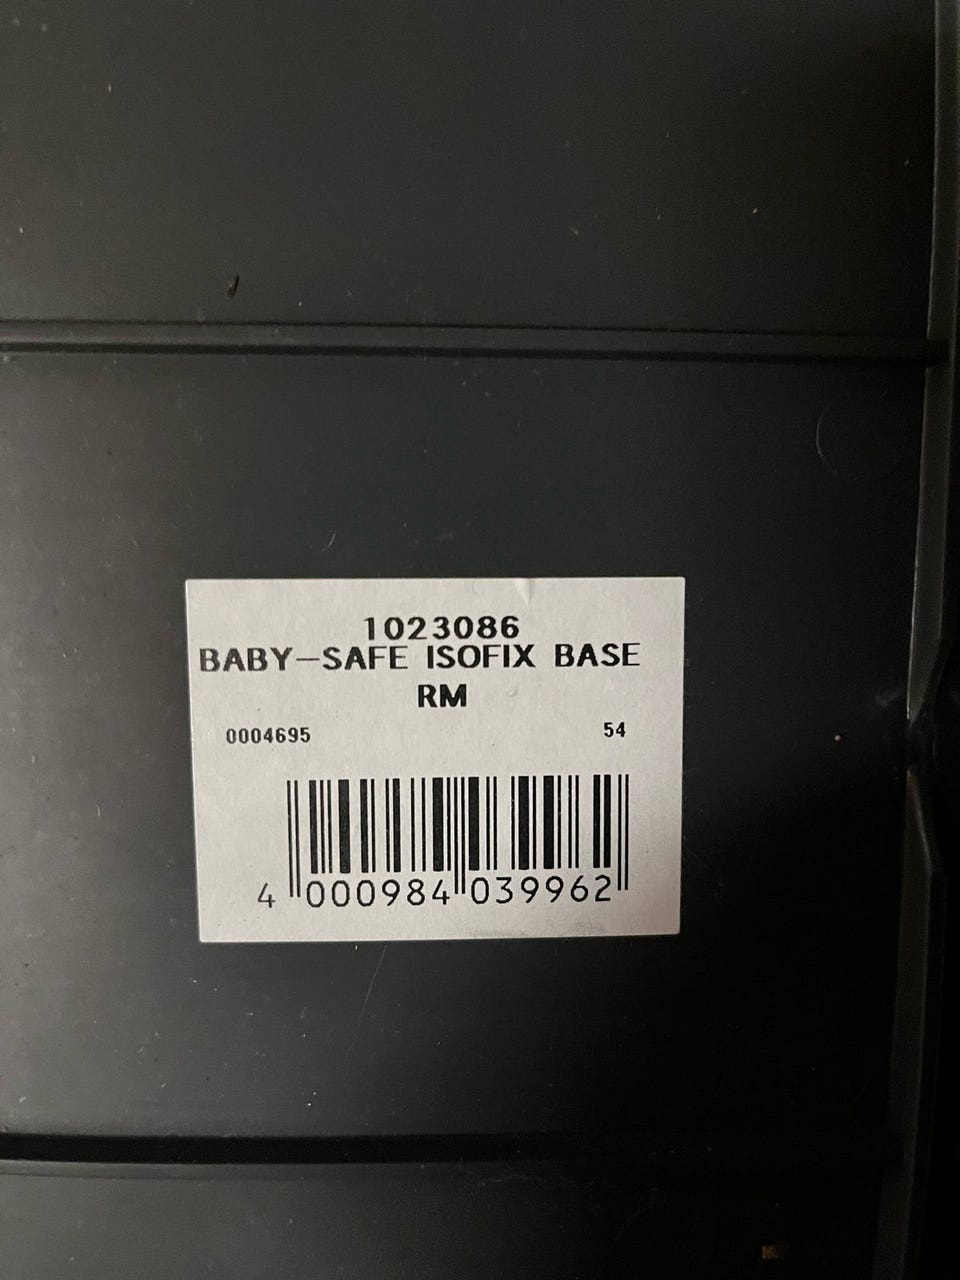 1023086
BABY-SAFE ISOFIX BASE
RM
0004695 54
4 000984 039962